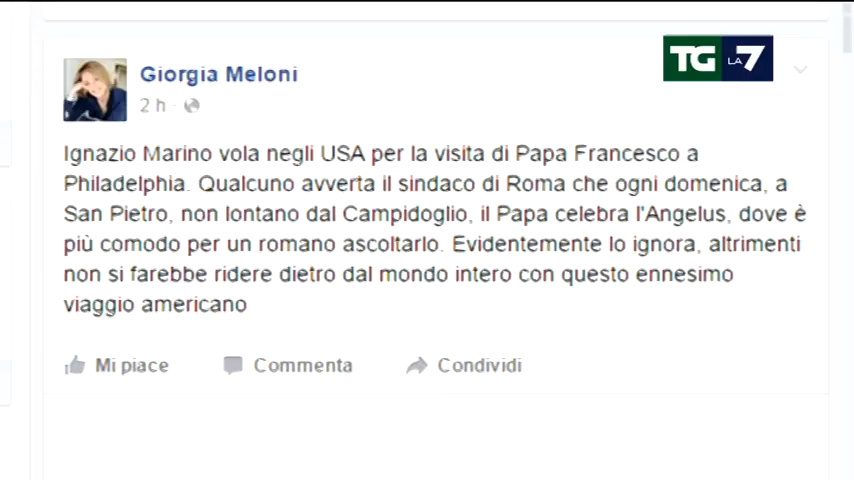 TG LA 7
Giorgia Meloni
2 h
Ignazio Marino vola negli USA per la visita di Papa Francesco a
Philadelphia. Qualcuno avverta il sindaco di Roma che ogni domenica, a
San Pietro, non lontano dal Campidoglio, il Papa celebra l'Angelus, dove è
più comodo per un romano ascoltarlo. Evidentemente lo ignora, altrimenti
non si farebbe ridere dietro dal mondo intero con questo ennesimo
viaggio americano
Mi piace Commenta Condividi